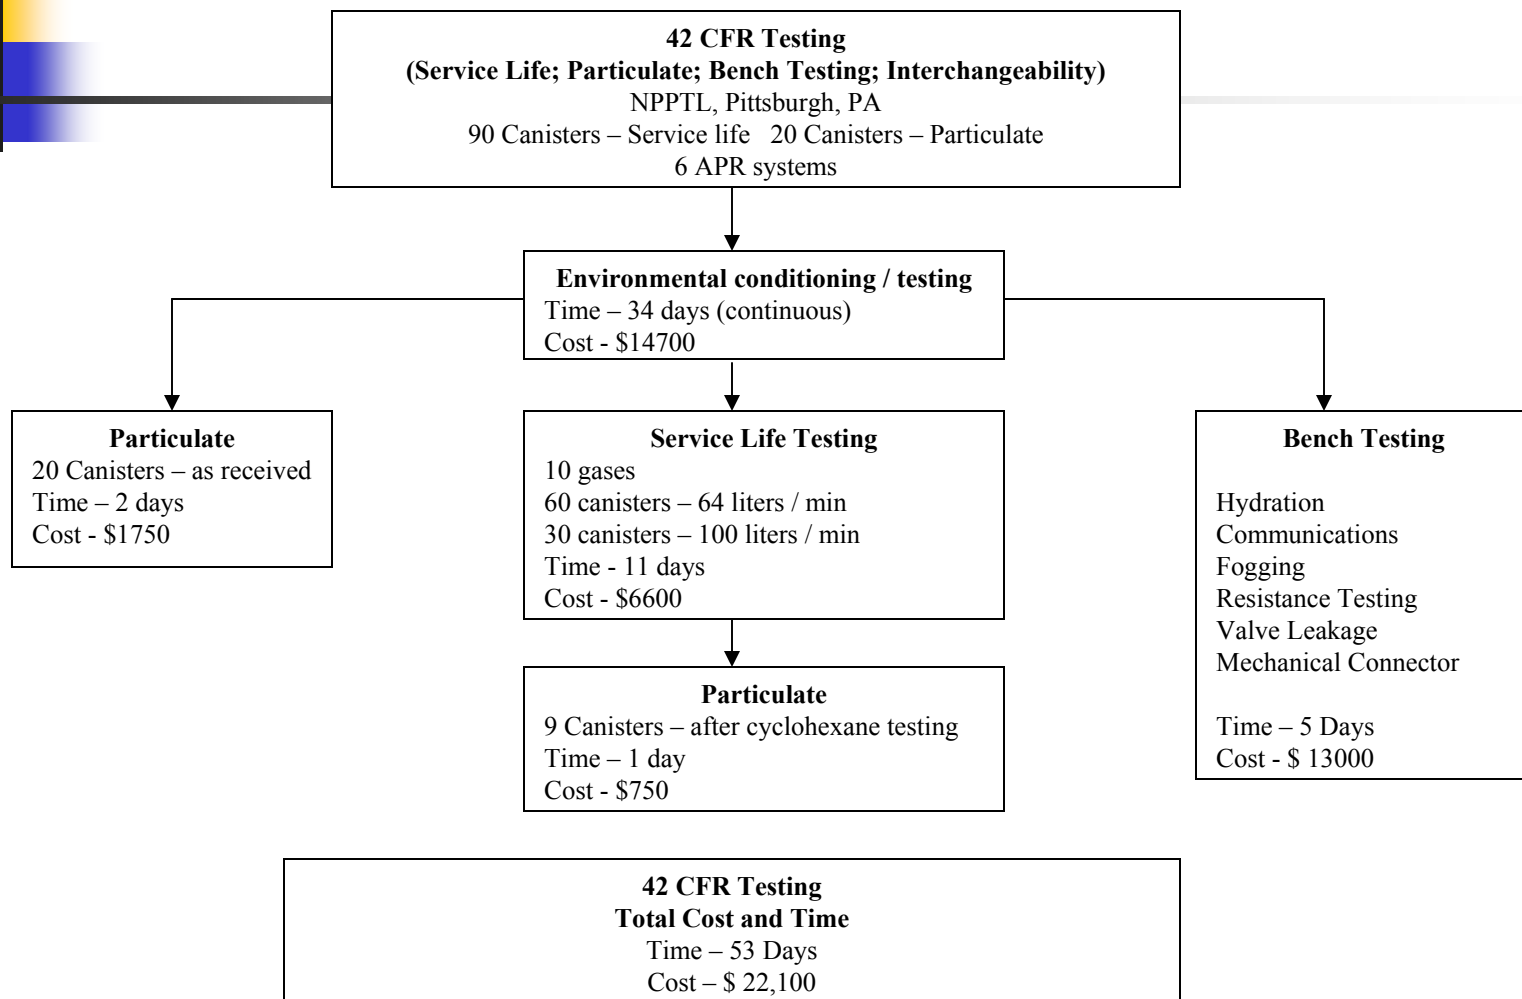 42 CFR Testing
(Service Life; Particulate; Bench Testing; Interchangeability)
NPPTL, Pittsburgh, PA
90 Canisters – Service life 20 Canisters – Particulate
6 APR systems
Environmental conditioning / testing
Time – 34 days (continuous)
Cost - $14700
Particulate
20 Canisters – as received
Time – 2 days
Cost - $1750
Service Life Testing
10 gases
60 canisters – 64 liters / min
30 canisters – 100 liters / min
Time - 11 days
Cost - $6600
Particulate
9 Canisters – after cyclohexane testing
Time – 1 day
Cost - $750
Bench Testing
Hydration
Communications
Fogging
Resistance Testing
Valve Leakage
Mechanical Connector
Time – 5 Days
Cost - $ 13000
42 CFR Testing
Total Cost and Time
Time – 53 Days
Cost – $ 22,100